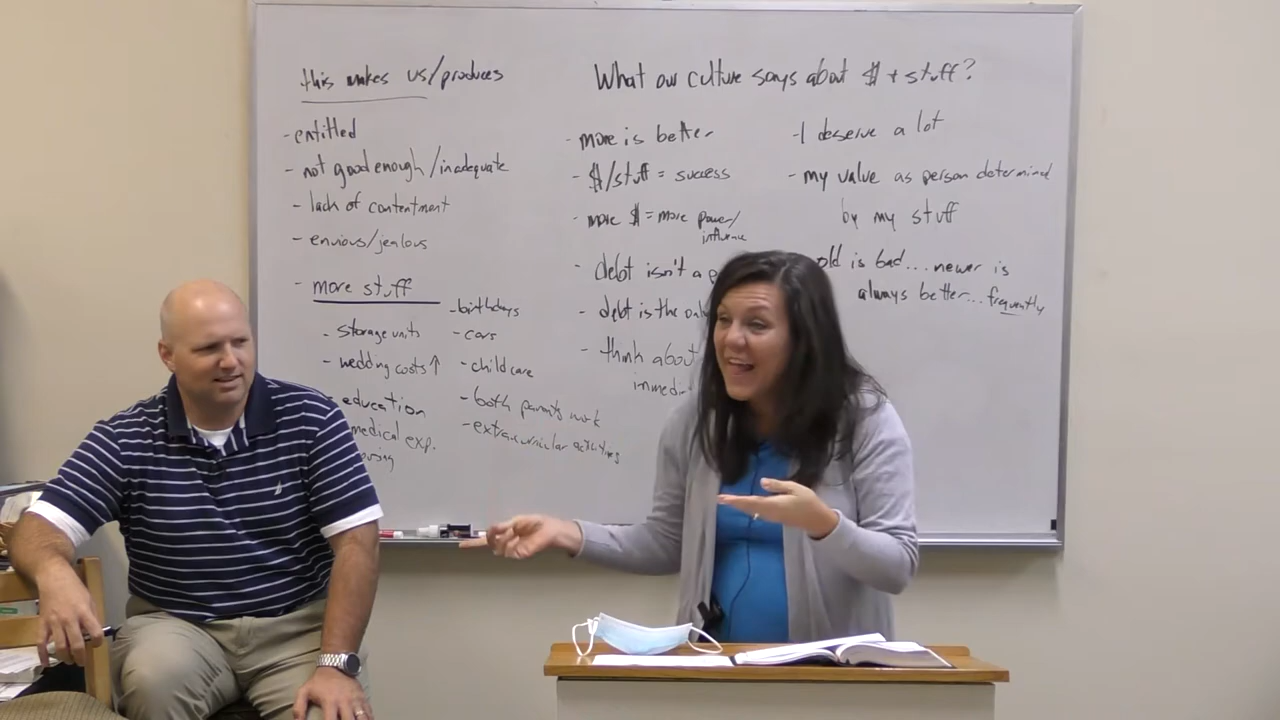 this makes us/produces
- entitled
- not good enough/inadequate
- lack of contentment
- envious/jealous
- more stuff
- storage units
- wedding costs ↑
- education
medical exp.
- birthdays
- cars
- childcare
- both parents work
- extracurricular activities
What our culture says about $ + stuff?
- more is better
- $/stuff = success
- more $ = more power/
influence
- debt isn't a
- debt is the only
- think about
- I deserve a lot
- my value as person determined
by my stuff
old is bad... newer is
always better... frequently